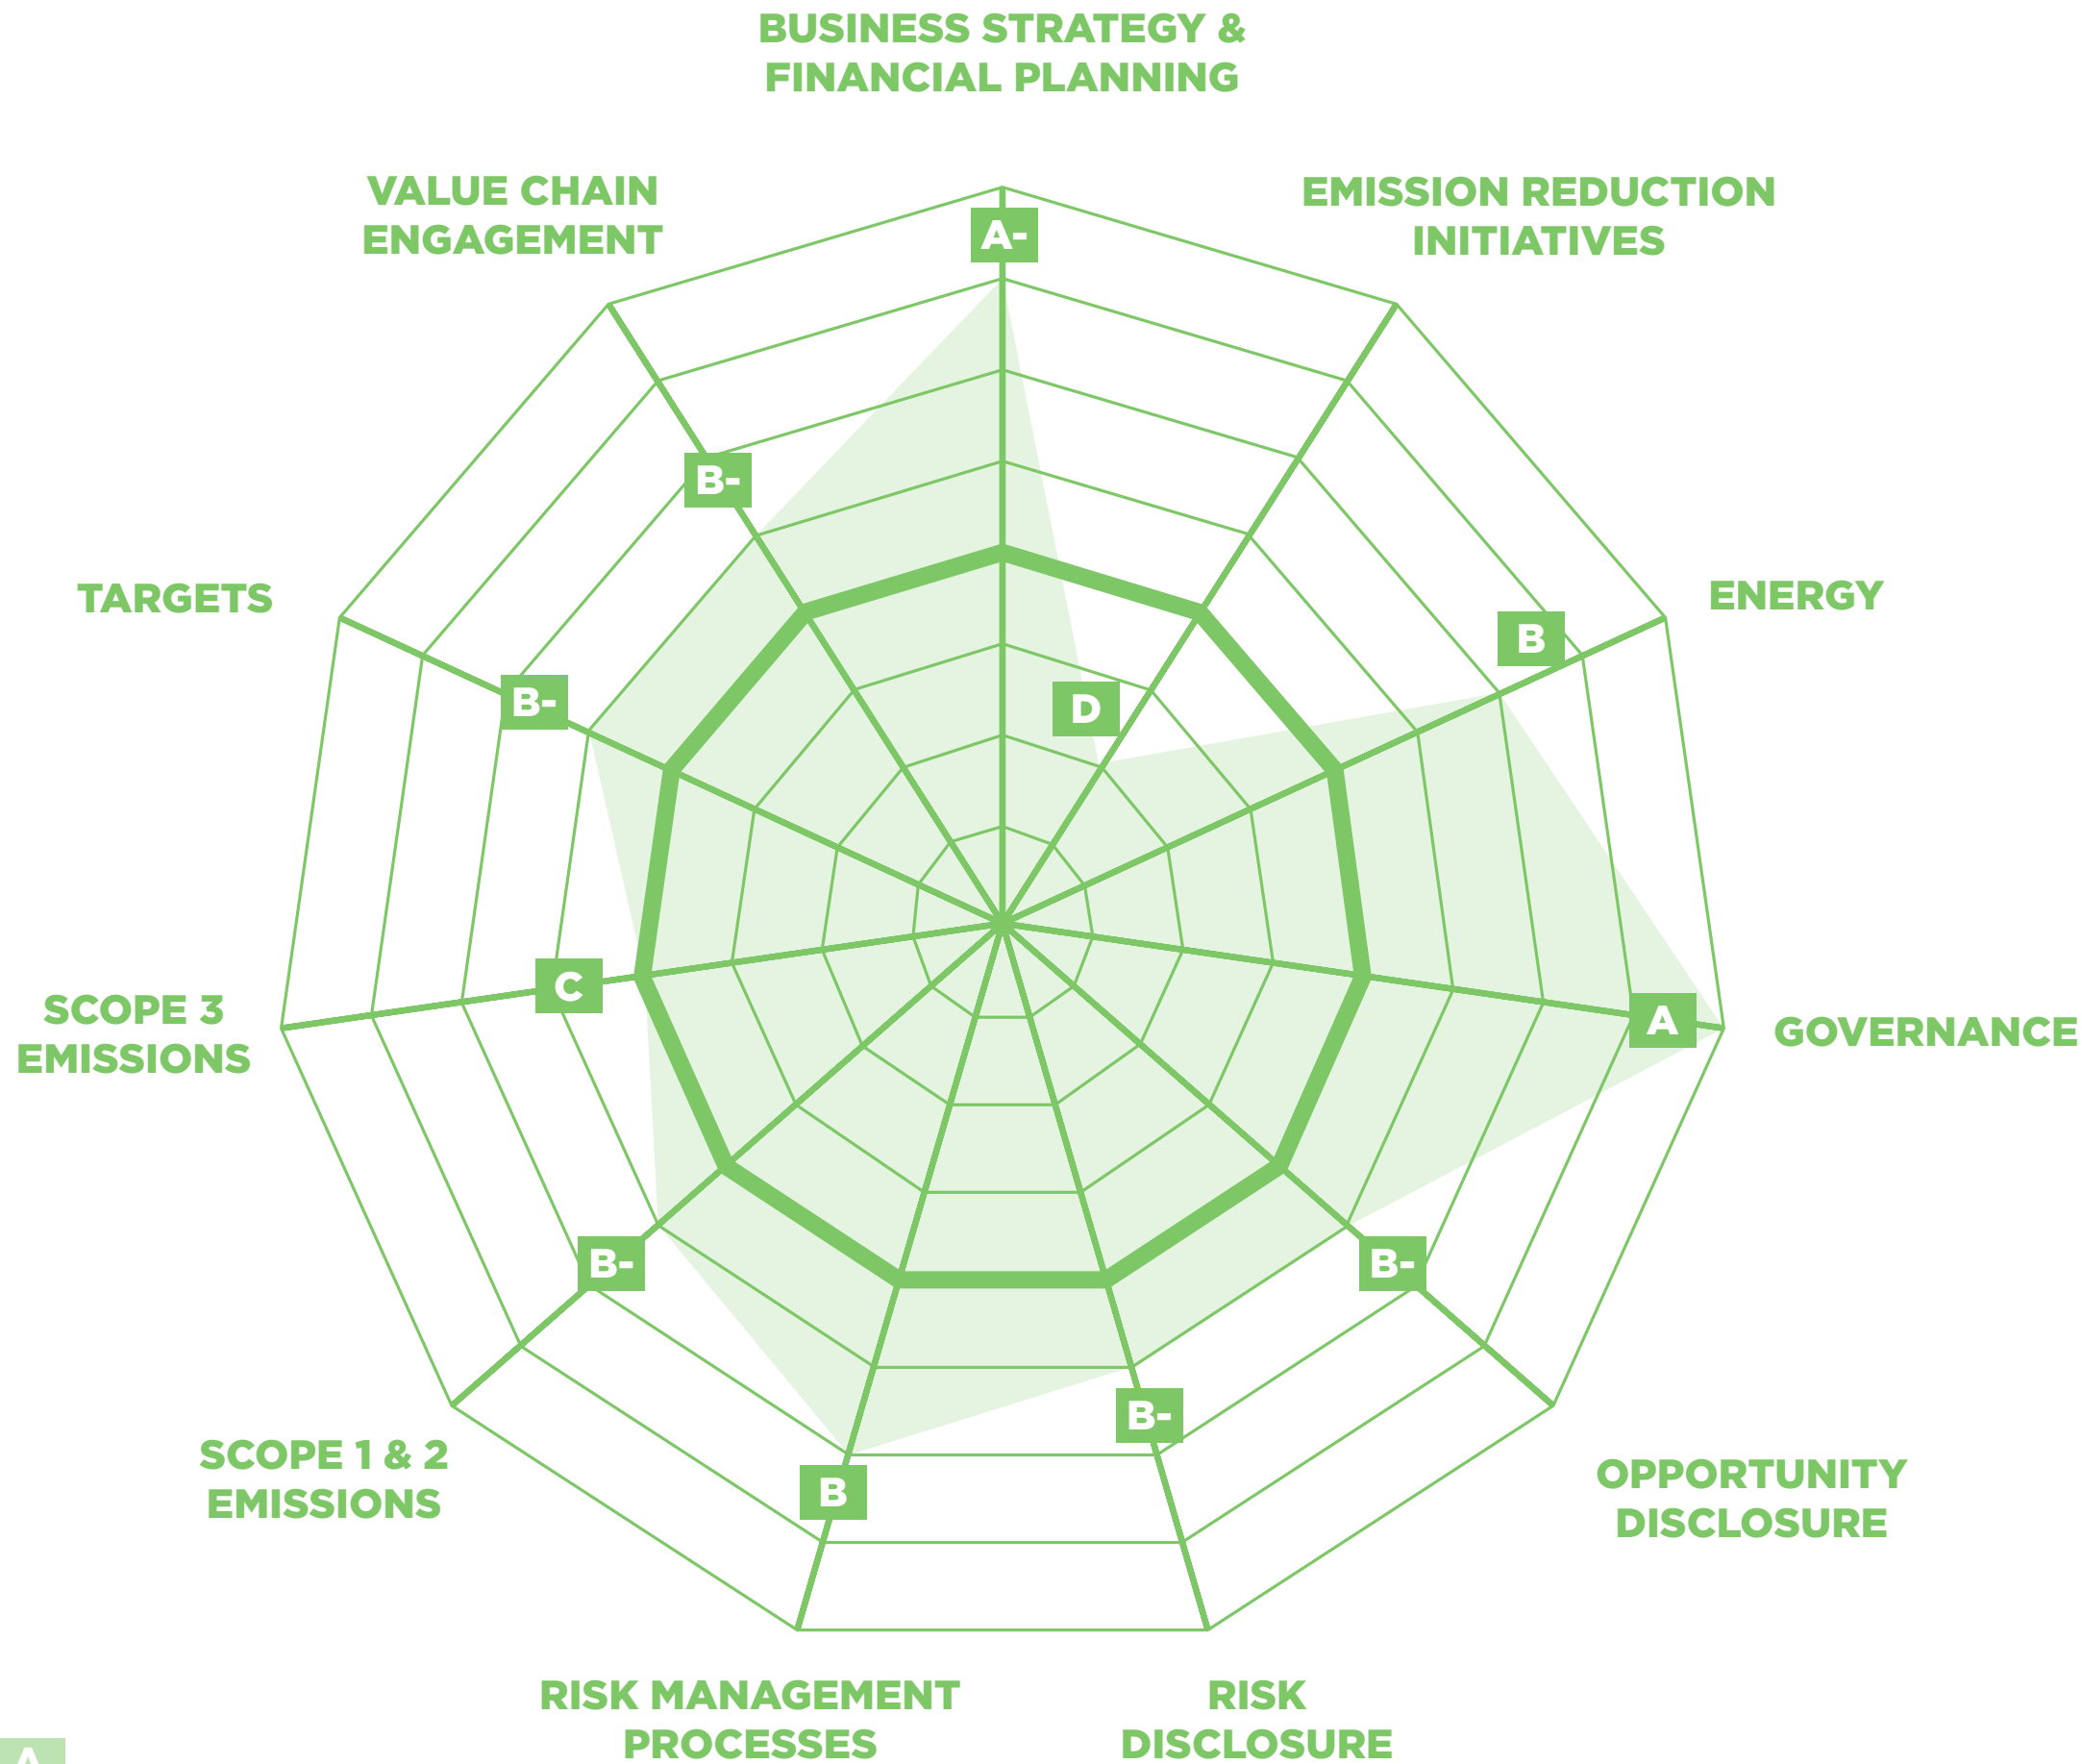 BUSINESS STRATEGY &
FINANCIAL PLANNING
VALUE CHAIN
ENGAGEMENT
EMISSION REDUCTION
INITIATIVES
A-
B-
TARGETS
ENERGY
B
B-
D
SCOPE 3
EMISSIONS
C
A
GOVERNANCE
B-
B-
B-
SCOPE 1 & 2
EMISSIONS
B
OPPORTUNITY
DISCLOSURE
RISK MANAGEMENT
PROCESSES
RISK
DISCLOSURE
A